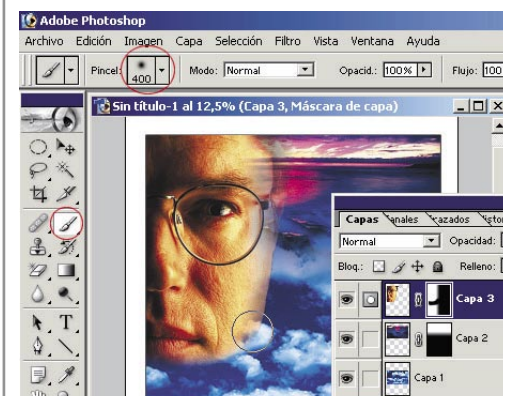 Adobe Photoshop
Archivo Edición Imagen Capa Selección Filtro Vista Ventana Ayuda
Pincel: 400 Modo: Normal Opacid.: 100% Flujo: 100
Sin título-1 al 12,5% (Capa 3, Máscara de capa)
Capas
Normal Opacidad:
Bloq.: Relleno:
Capa 3
Capa 2
Capa 1